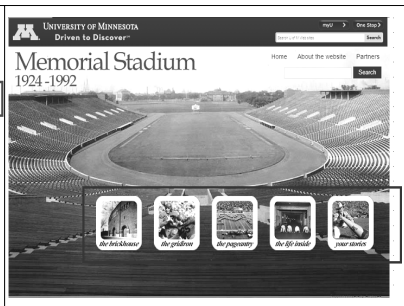 UNIVERSITY OF MINNESOTA
Driven to Discover℠
myU >
One Stop >
Search
Memorial Stadium
1924 -1992
Home
About the website
Partners
Search
the brickhouse
the gridiron
the pageantry
the life inside
your stories